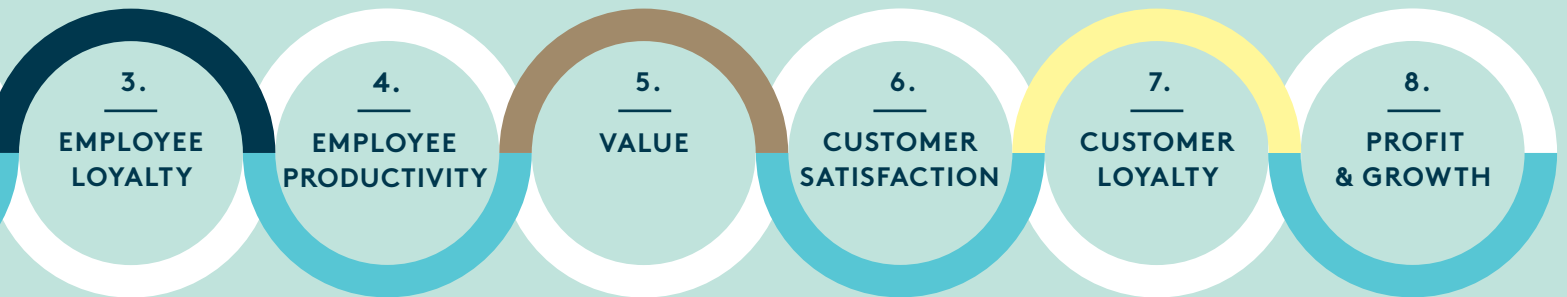 3.
EMPLOYEE
LOYALTY
4.
EMPLOYEE
PRODUCTIVITY
5.
VALUE
6.
CUSTOMER
SATISFACTION
7.
CUSTOMER
LOYALTY
8.
PROFIT
& GROWTH